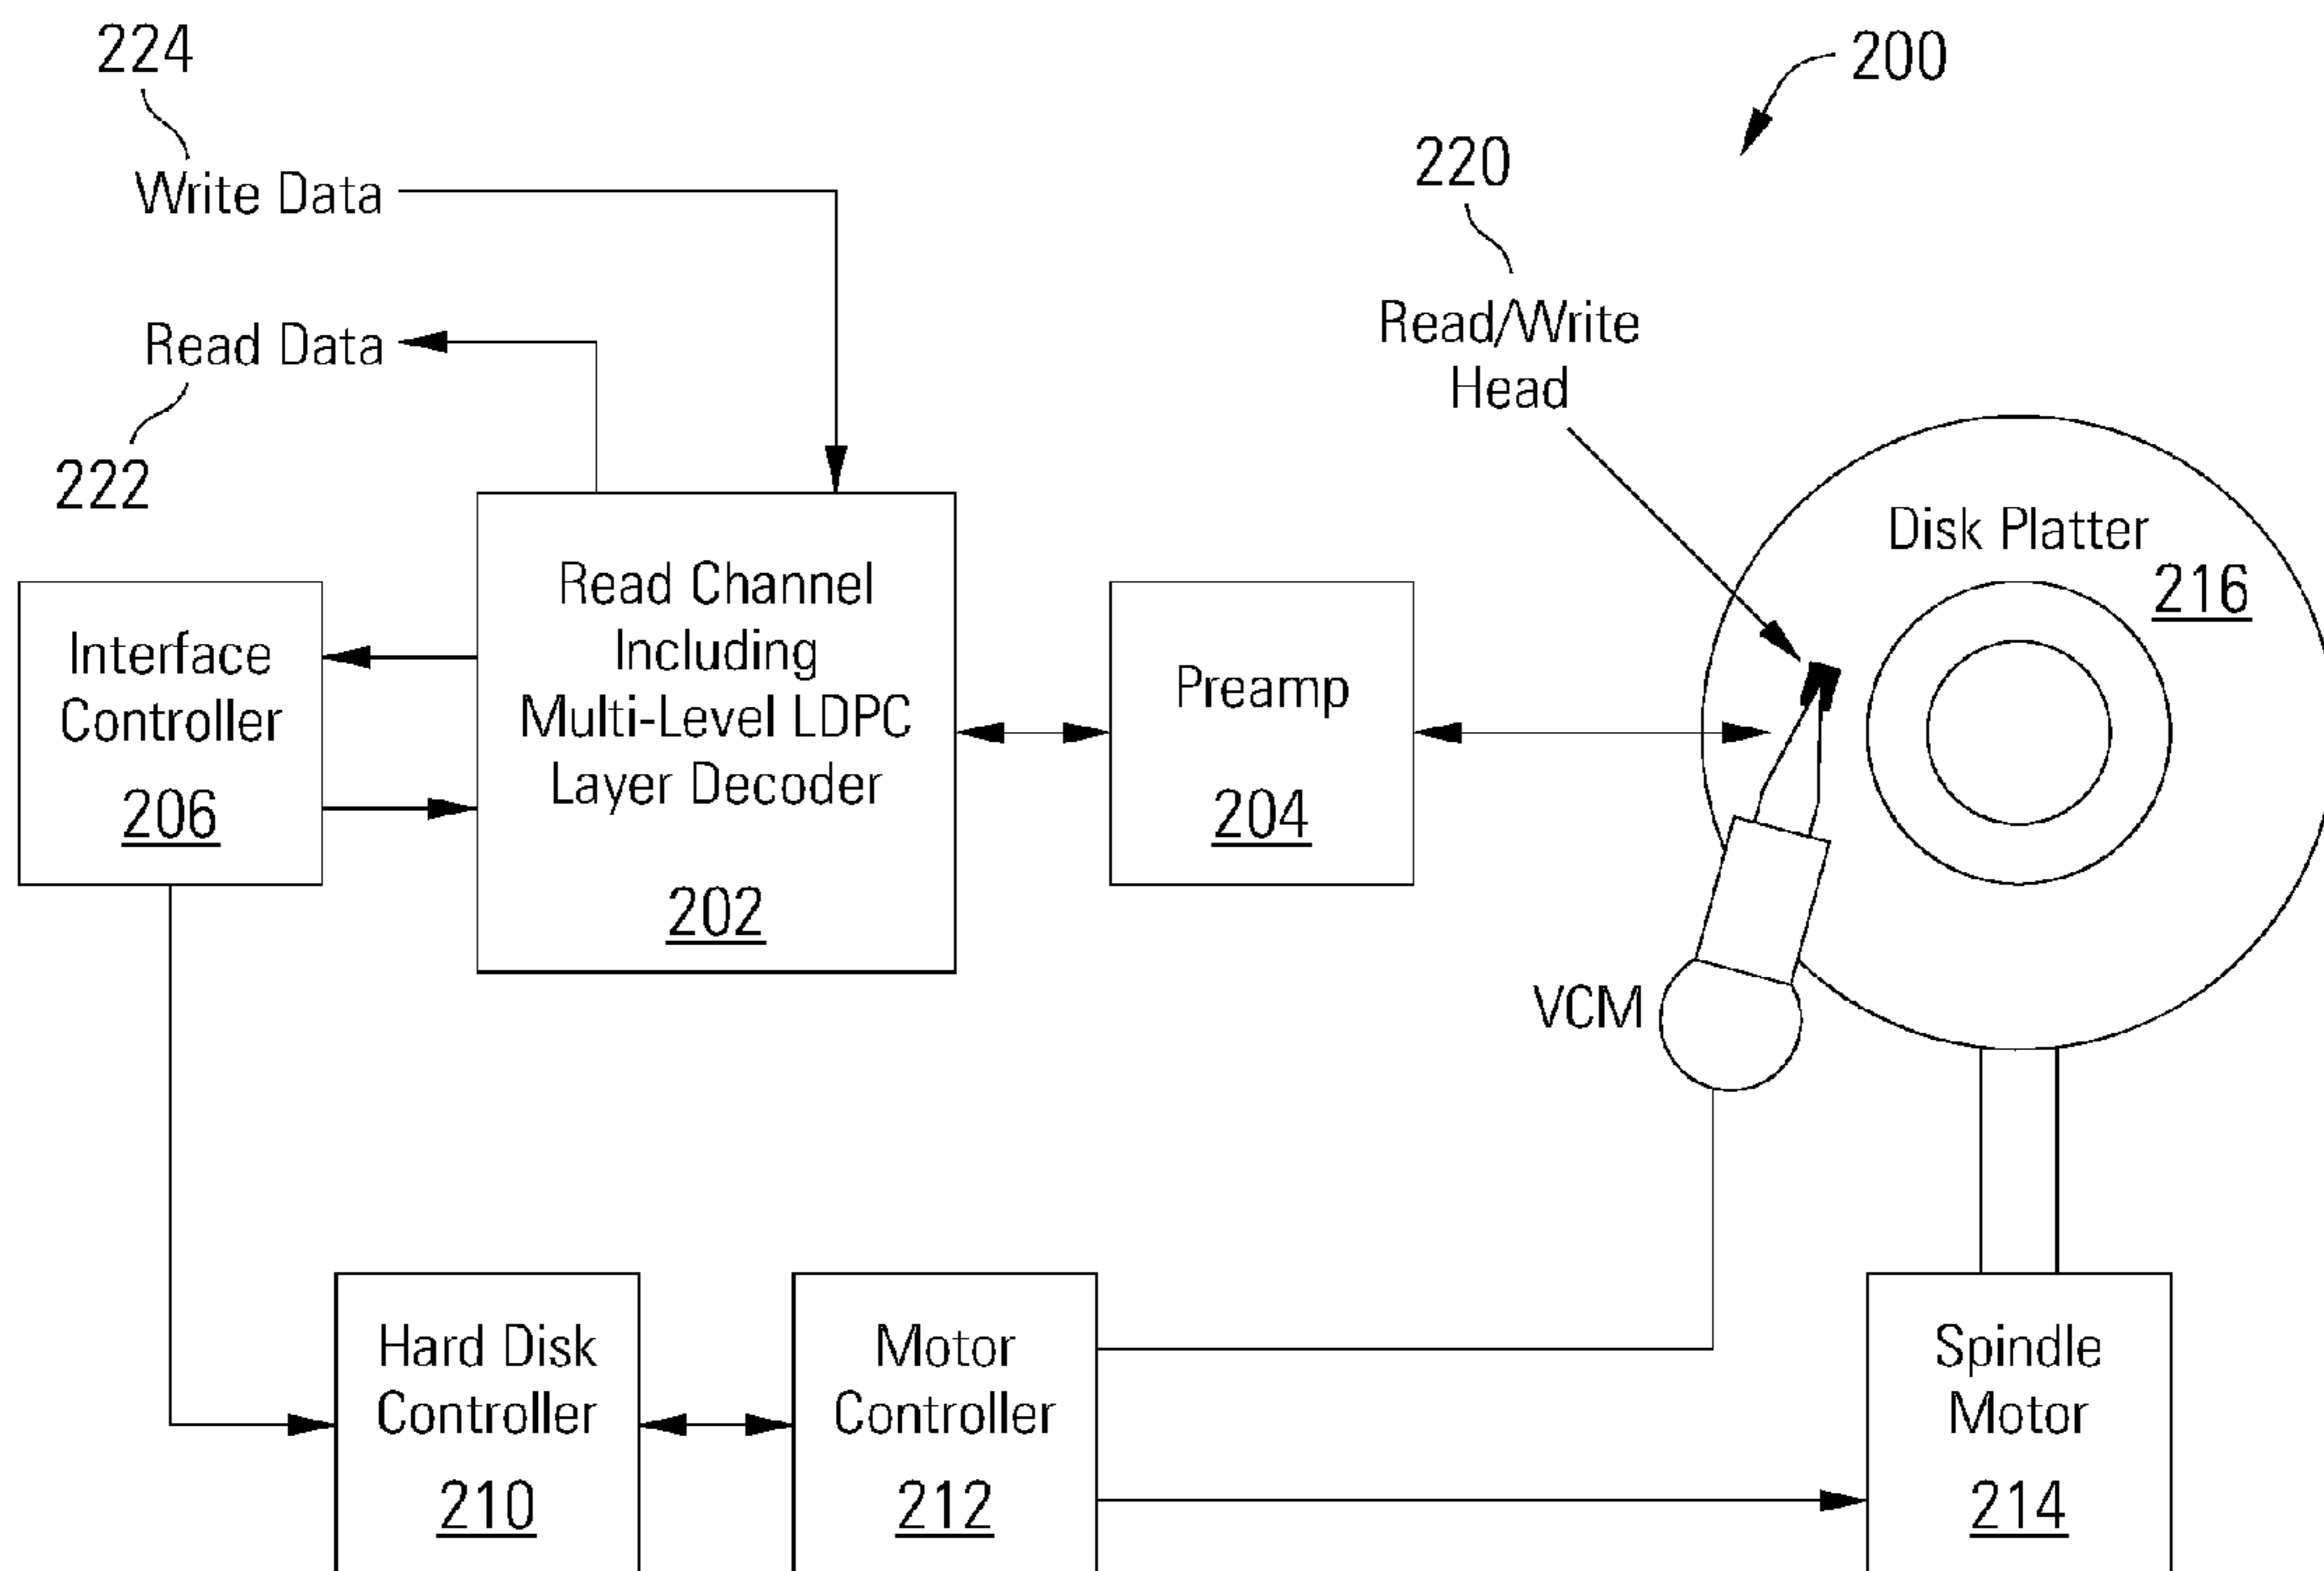 224
Write Data
Read Data
222
200
220
Read/Write
Head
Disk Platter
216
Interface
Controller
206
Read Channel
Including
Multi-Level LDPC
Layer Decoder
202
Preamp
204
VCM
Hard Disk
Controller
210
Motor
Controller
212
Spindle
Motor
214